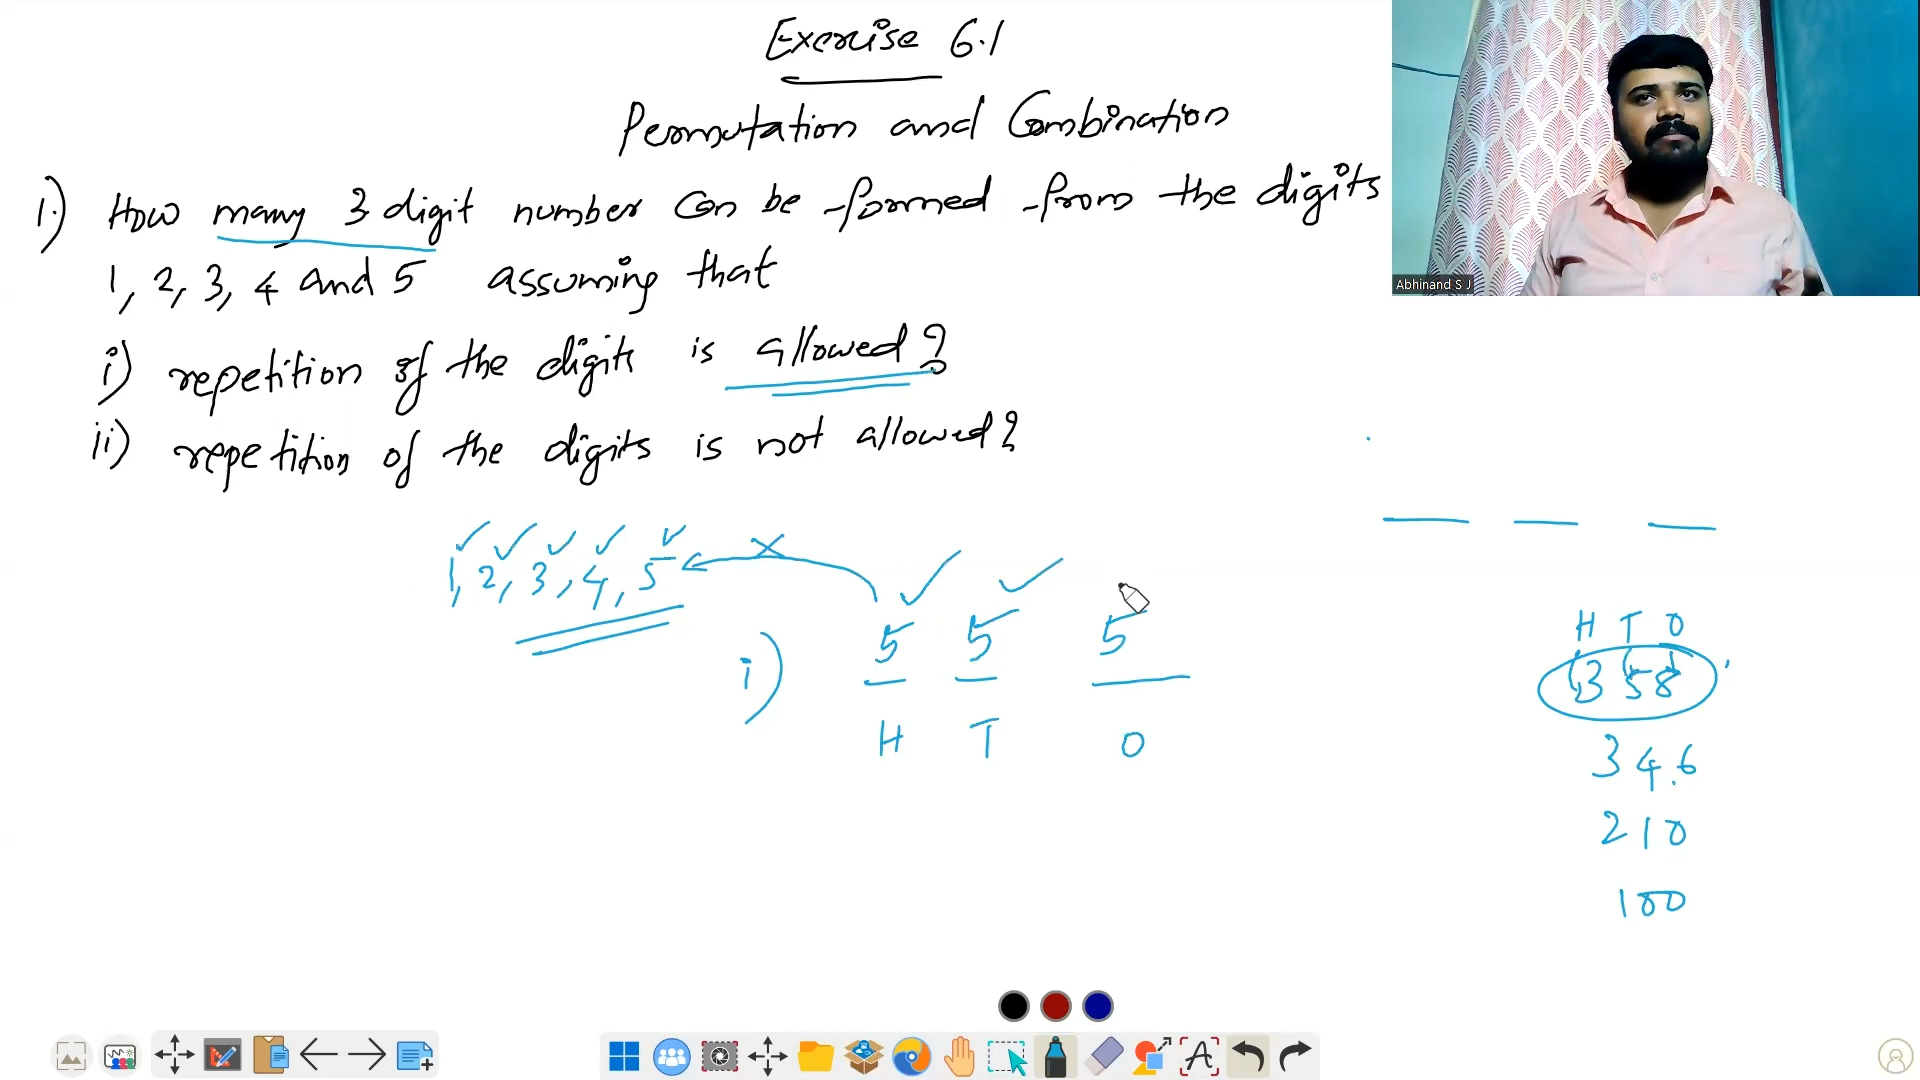 Exercise 6.1
Permutation and Combination
1.) How many 3 digit number can be formed from the digits
1, 2, 3, 4 and 5 assuming that
i) repetition of the digits is allowed?
ii) repetition of the digits is not allowed?
1, 2, 3, 4, 5
i) 5 5 5
H T O
H T O
358
346
210
100
Abhinand S J